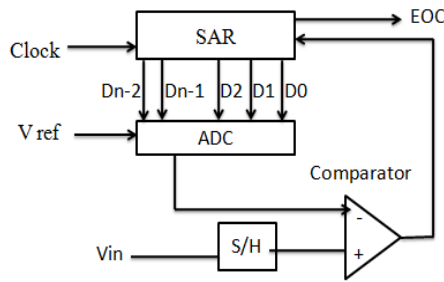 EOC
SAR
Clock
Dn-2 Dn-1 D2 D1 D0
V ref
ADC
Comparator
-
S/H
+
Vin